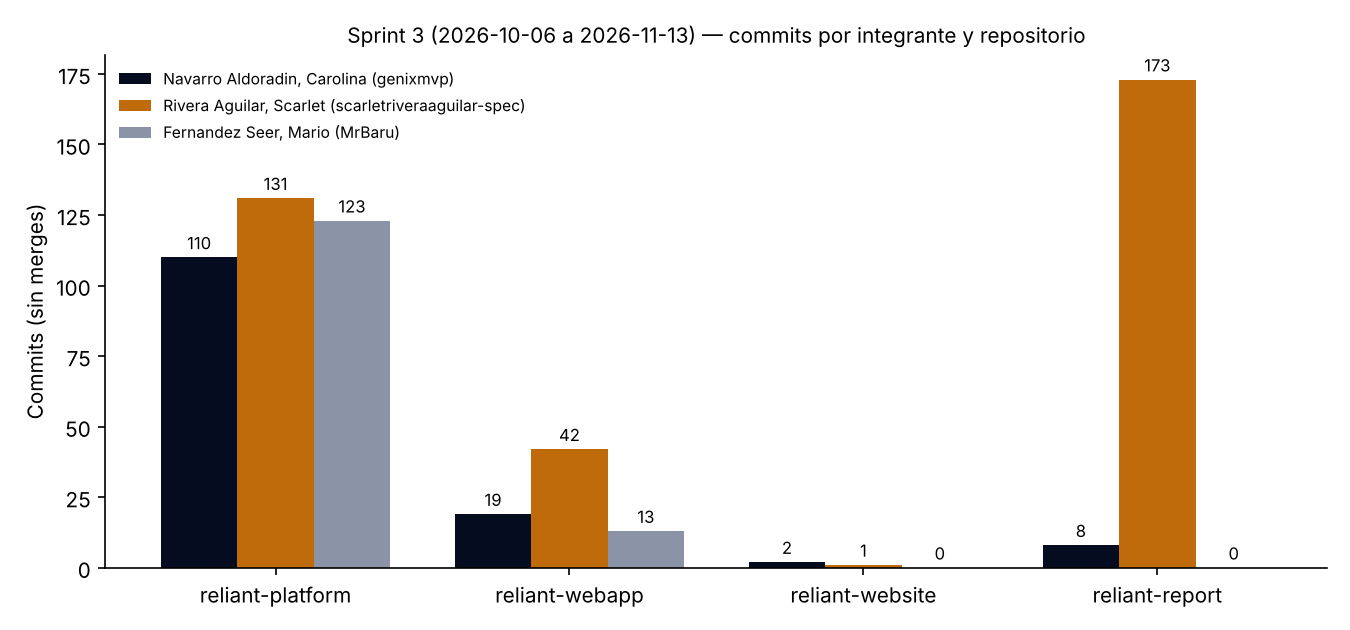 Sprint 3 (2026-10-06 a 2026-11-13) — commits por integrante y repositorio
Navarro Aldoradin, Carolina (genixmvp)
Rivera Aguilar, Scarlet (scarletriveraaguilar-spec)
Fernandez Seer, Mario (MrBaru)
Commits (sin merges)
175
150
125
100
75
50
25
0
110
131
123
19
42
13
2
1
0
8
173
0
reliant-platform
reliant-webapp
reliant-website
reliant-report